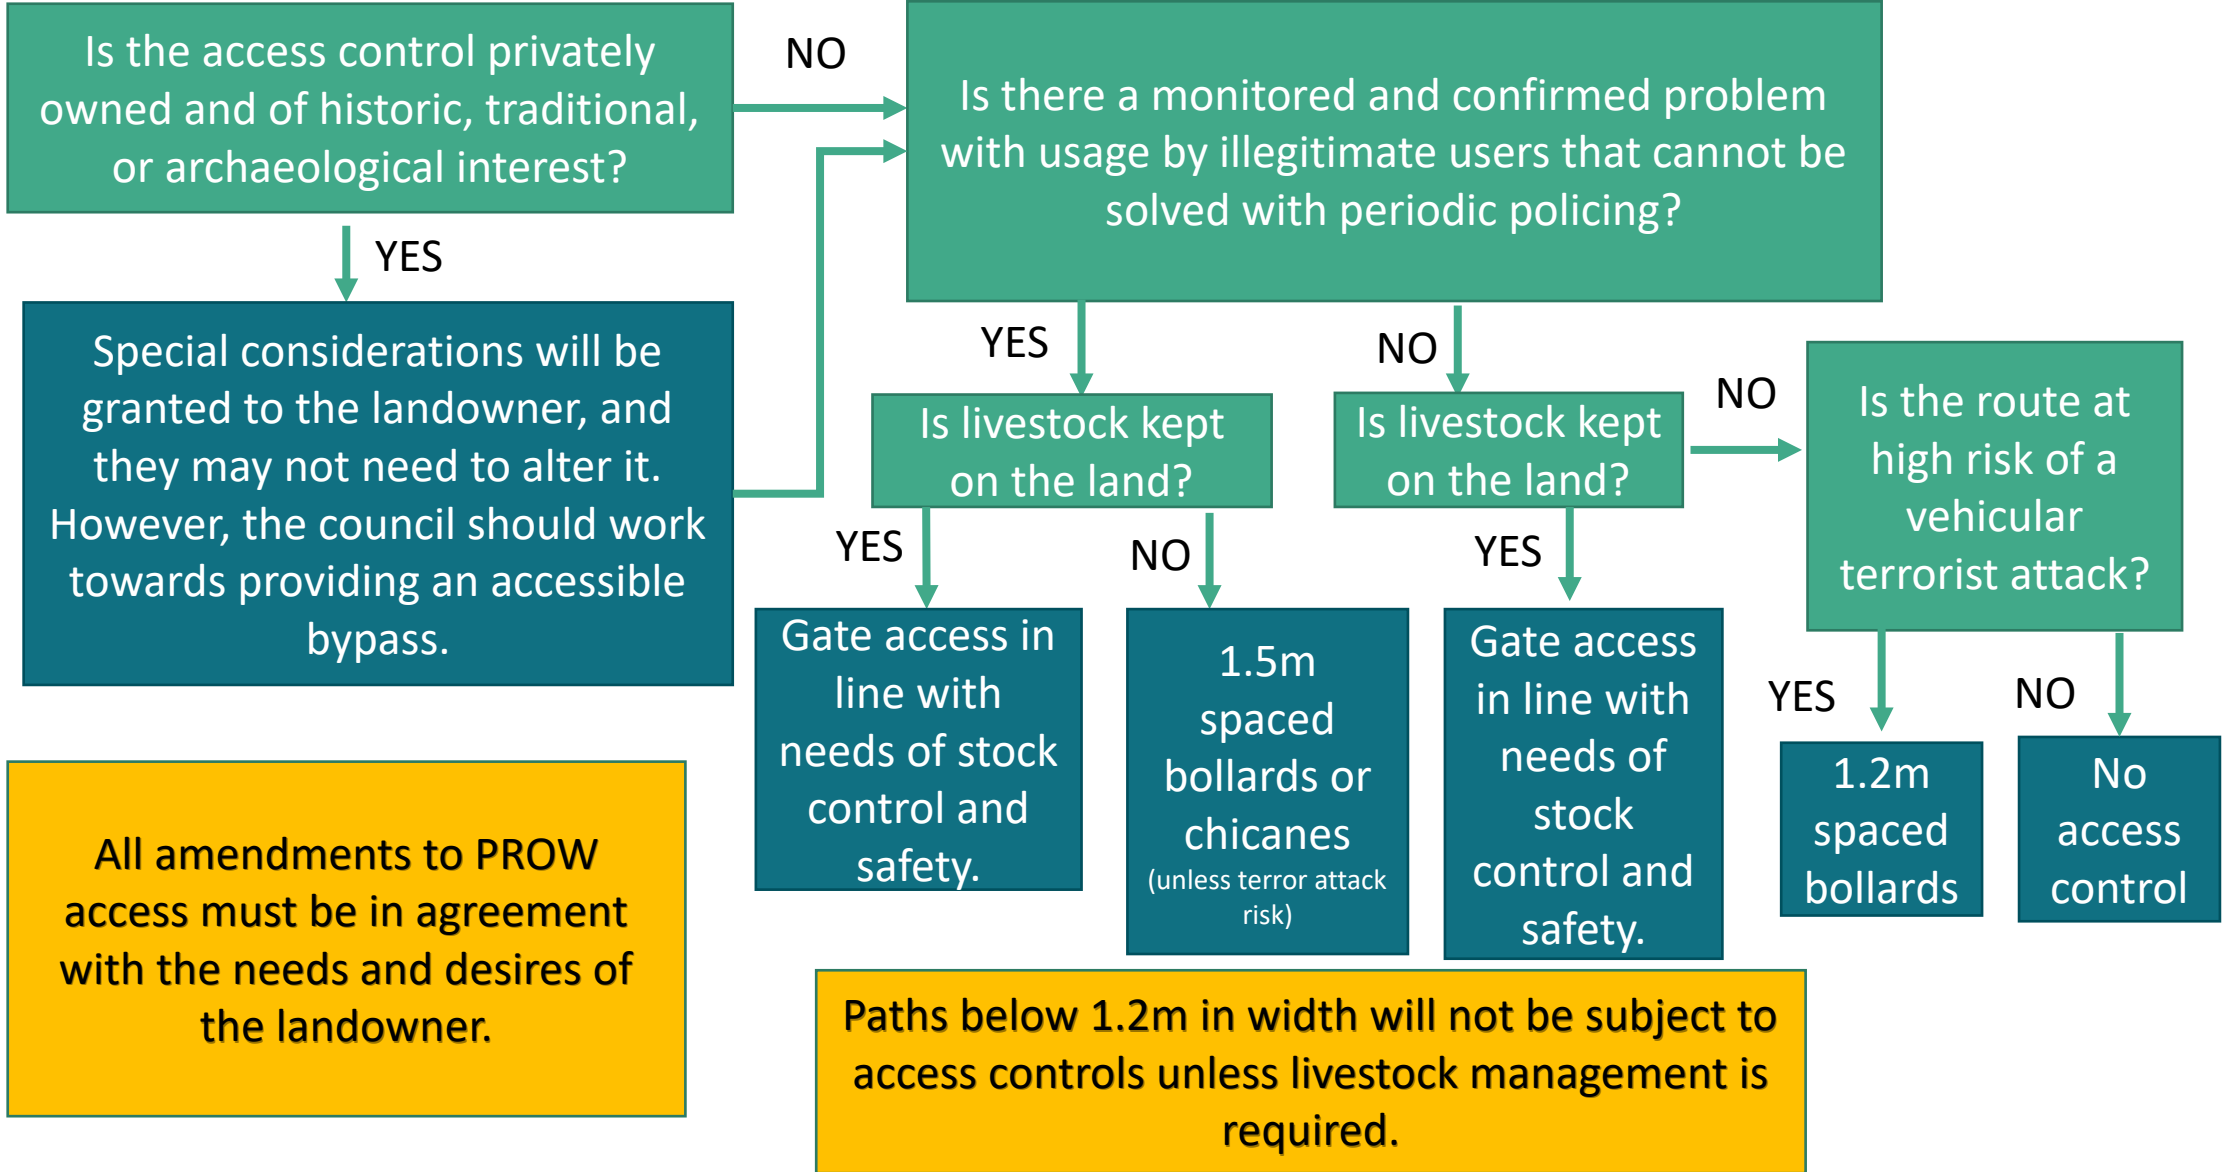 Is the access control privately
owned and of historic, traditional,
or archaeological interest?
NO
Is there a monitored and confirmed problem
with usage by illegitimate users that cannot be
solved with periodic policing?
YES
Special considerations will be
granted to the landowner, and
they may not need to alter it.
However, the council should work
towards providing an accessible
bypass.
YES
NO
Is livestock kept
on the land?
Is livestock kept
on the land?
NO
Is the route at
high risk of a
vehicular
terrorist attack?
YES
NO
YES
Gate access in
line with
needs of stock
control and
safety.
1.5m
spaced
bollards or
chicanes
(unless terror attack
risk)
Gate access
in line with
needs of
stock
control and
safety.
YES
NO
1.2m
spaced
bollards
No
access
control
All amendments to PROW
access must be in agreement
with the needs and desires of
the landowner.
Paths below 1.2m in width will not be subject to
access controls unless livestock management is
required.